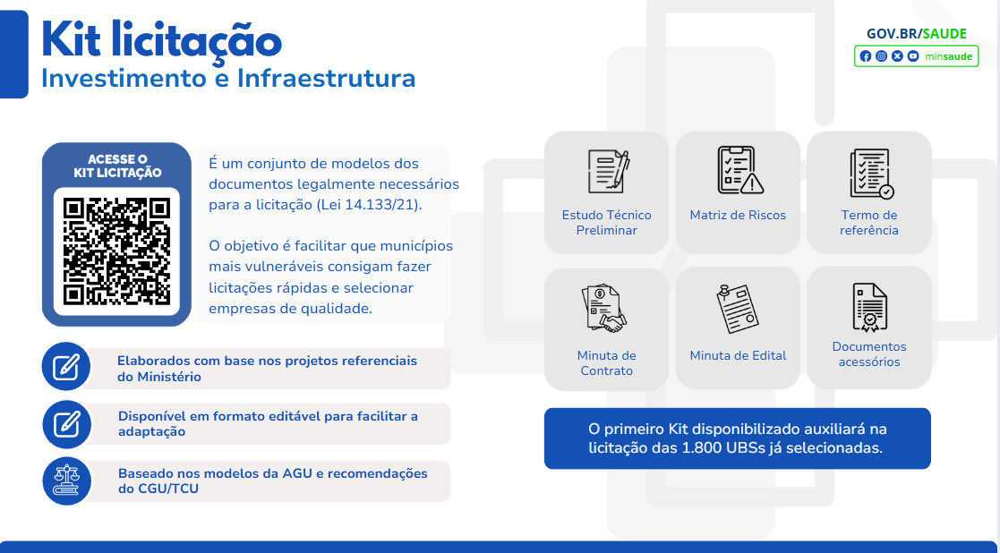 Kit licitação
Investimento e Infraestrutura
GOV.BR/SAUDE
minsaude
ACESSE O
KIT LICITAÇÃO
É um conjunto de modelos dos
documentos legalmente necessários
para a licitação (Lei 14.133/21).
O objetivo é facilitar que municípios
mais vulneráveis consigam fazer
licitações rápidas e selecionar
empresas de qualidade.
Elaborados com base nos projetos referenciais
do Ministério
Disponível em formato editável para facilitar a
adaptação
Baseado nos modelos da AGU e recomendações
do CGU/TCU
Estudo Técnico
Preliminar
Matriz de Riscos
Termo de
referência
Minuta de
Contrato
Minuta de Edital
Documentos
acessórios
O primeiro Kit disponibilizado auxiliará na
licitação das 1.800 UBSs já selecionadas.